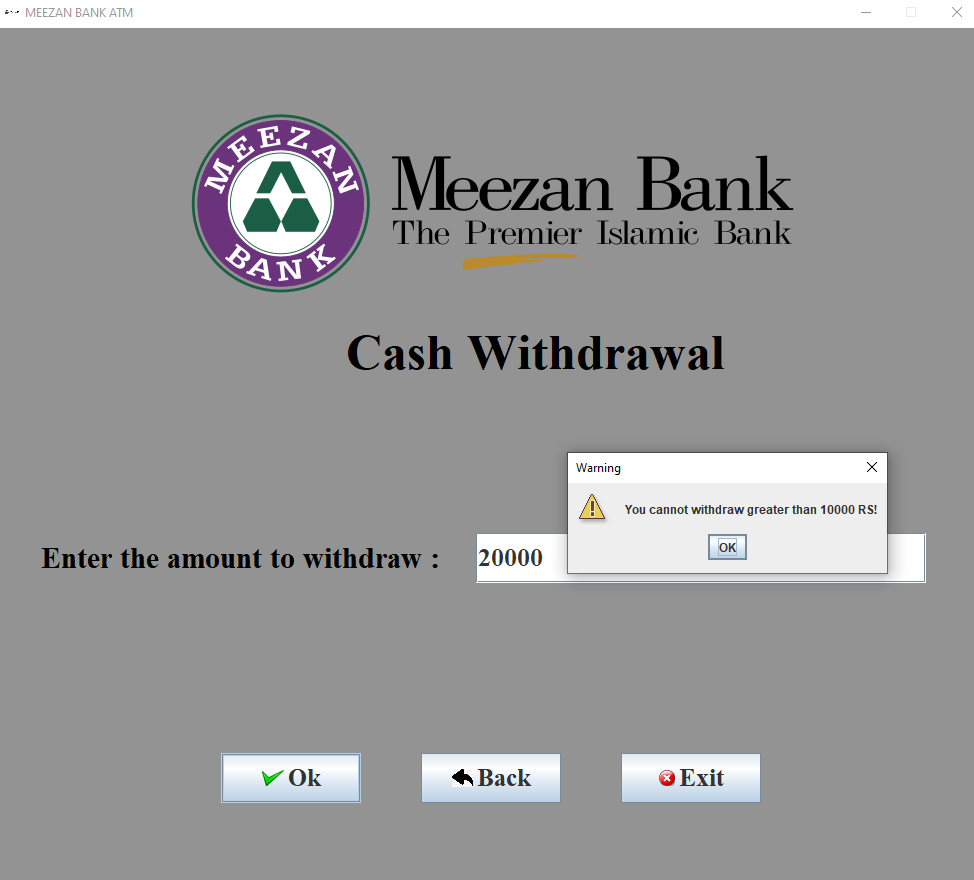 MEEZAN BANK ATM
MEEZAN
BANK
Meezan Bank
The Premier Islamic Bank
Cash Withdrawal
Warning
You cannot withdraw greater than 10000 RS!
OK
Enter the amount to withdraw : 20000
Ok Back Exit